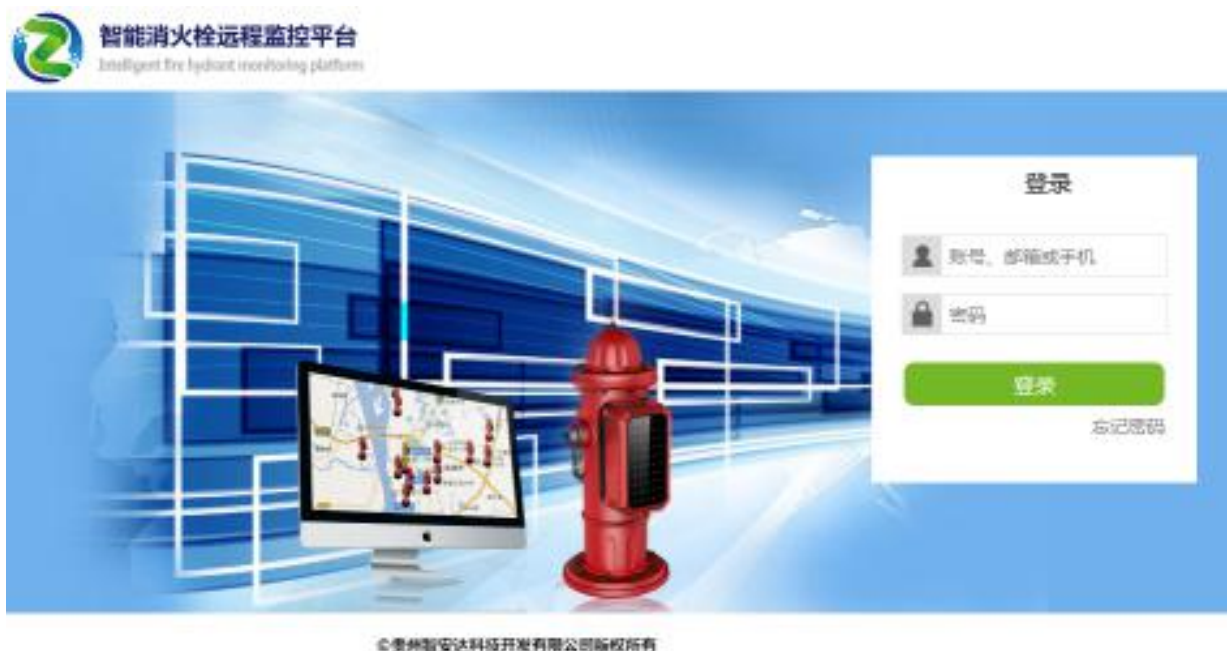 智能消火栓远程监控平台
Intelligent fire hydrant monitoring platform
登录
账号、邮箱或手机
密码
登录
忘记密码
©贵州智安达科技开发有限公司版权所有